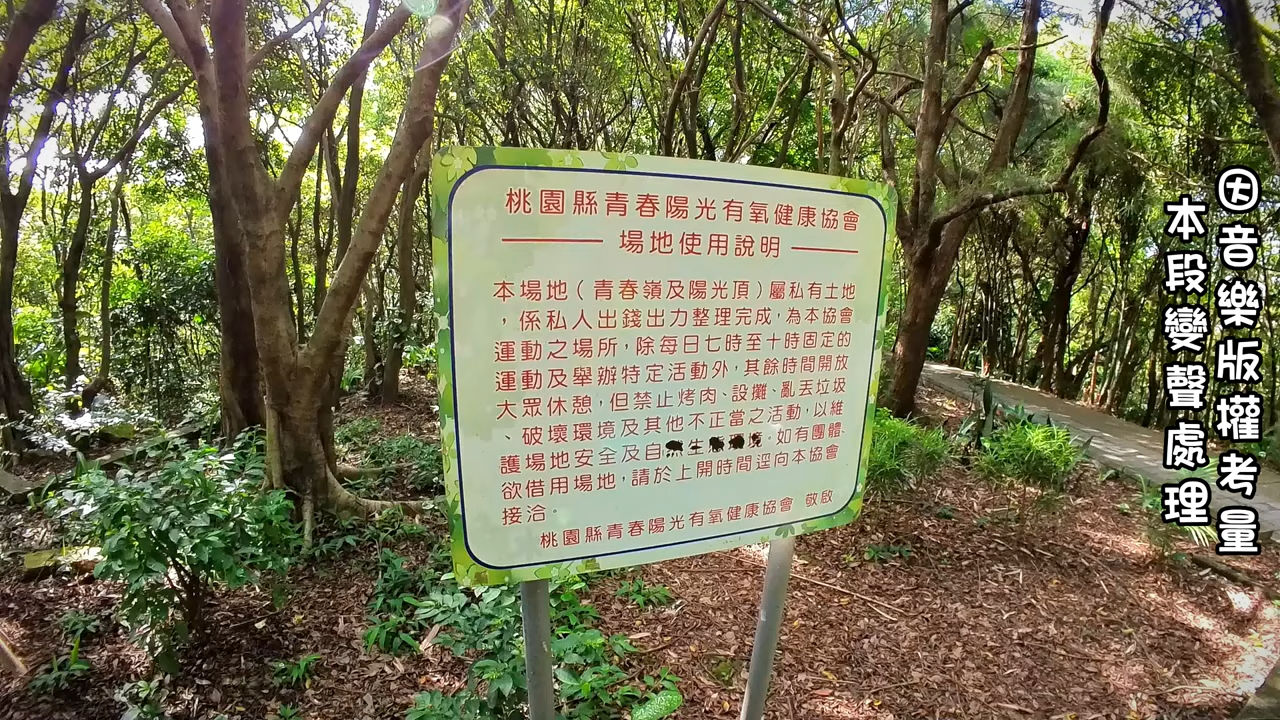 桃園縣青春陽光有氧健康協會
場地使用說明
本場地（青春嶺及陽光頂）屬私有土地
，係私人出錢出力整理完成，為本協會
運動之場所，除每日七時至十時固定的
運動及舉辦特定活動外，其餘時間開放
大眾休憩，但禁止烤肉、設攤、亂丟垃圾
、破壞環境及其他不正當之活動，以維
護場地安全及自然生態環境。如有團體、
欲借用場地，請於上開時間逕向本協會
接洽。
桃園縣青春陽光有氧健康協會 敬啟
因音樂版權考量
本段變聲處理